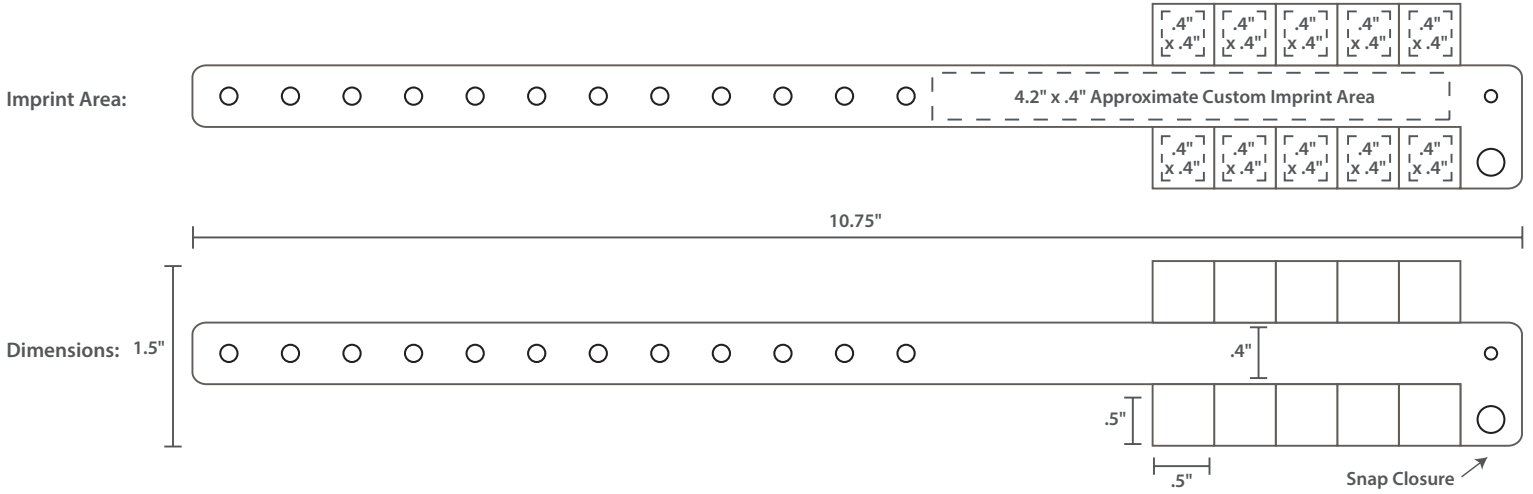 .4" .4" .4" .4" .4"
x .4" x .4" x .4" x .4" x .4"
Imprint Area:
4.2" x .4" Approximate Custom Imprint Area
.4" .4" .4" .4" .4"
x .4" x .4" x .4" x .4" x .4"
10.75"
Dimensions: 1.5"
.4"
.5"
.5"
Snap Closure